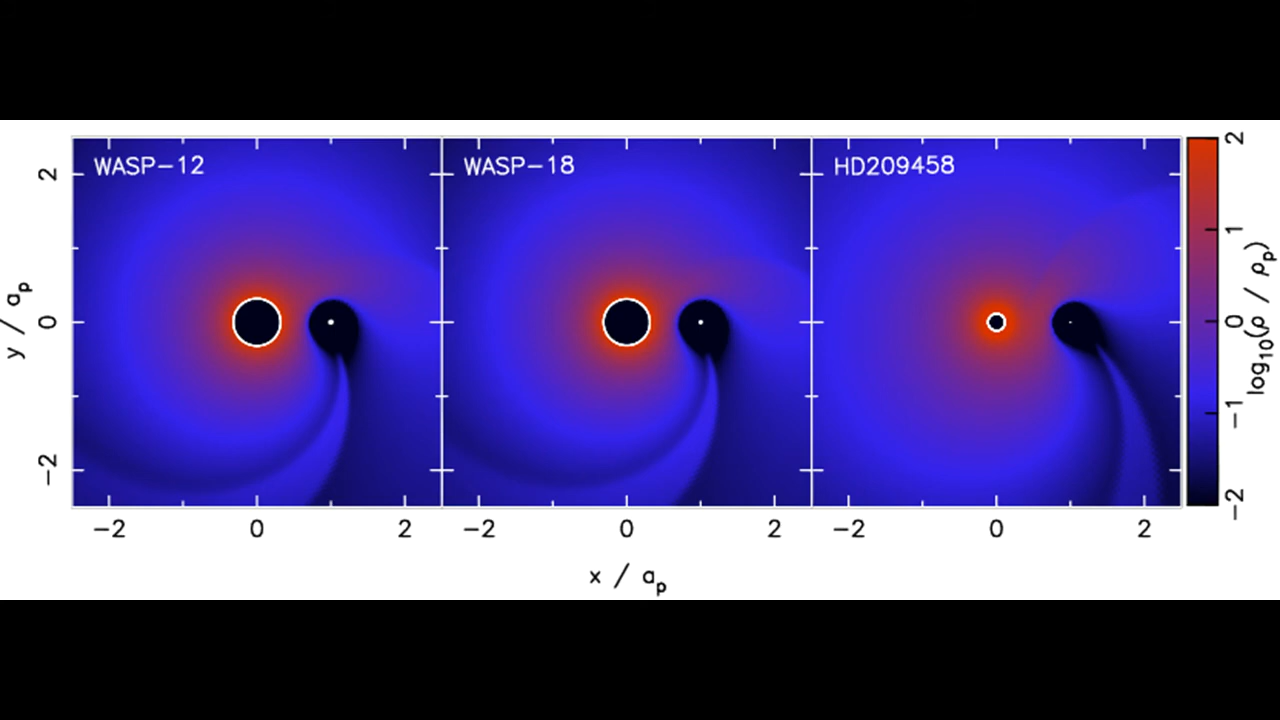 WASP-12
WASP-18
HD209458
2
0
-2
y / a_p
-2 0 2
-2 0 2
-2 0 2
x / a_p
2
1
0
-1
-2
log₁₀(ρ / ρ_p)